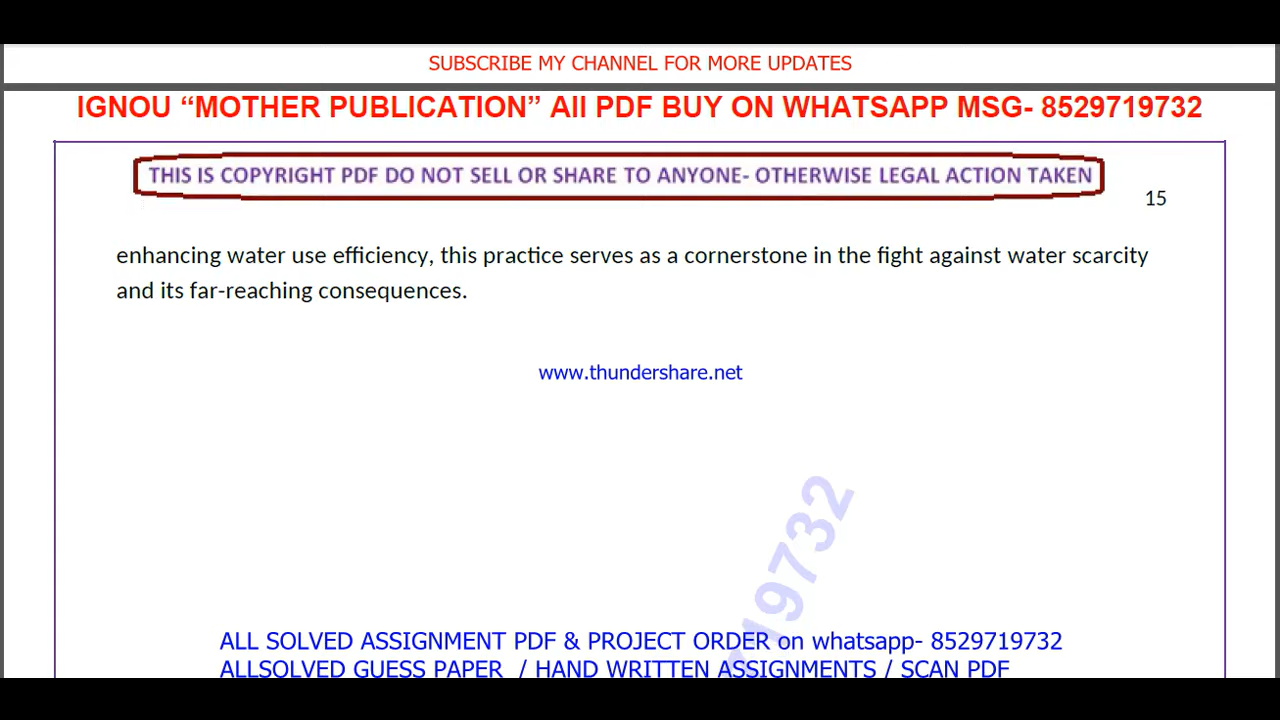 SUBSCRIBE MY CHANNEL FOR MORE UPDATES
IGNOU “MOTHER PUBLICATION” All PDF BUY ON WHATSAPP MSG- 8529719732
THIS IS COPYRIGHT PDF DO NOT SELL OR SHARE TO ANYONE- OTHERWISE LEGAL ACTION TAKEN
15
enhancing water use efficiency, this practice serves as a cornerstone in the fight against water scarcity
and its far-reaching consequences.
www.thundershare.net
19732
ALL SOLVED ASSIGNMENT PDF & PROJECT ORDER on whatsapp- 8529719732
ALLSOLVED GUESS PAPER / HAND WRITTEN ASSIGNMENTS / SCAN PDF